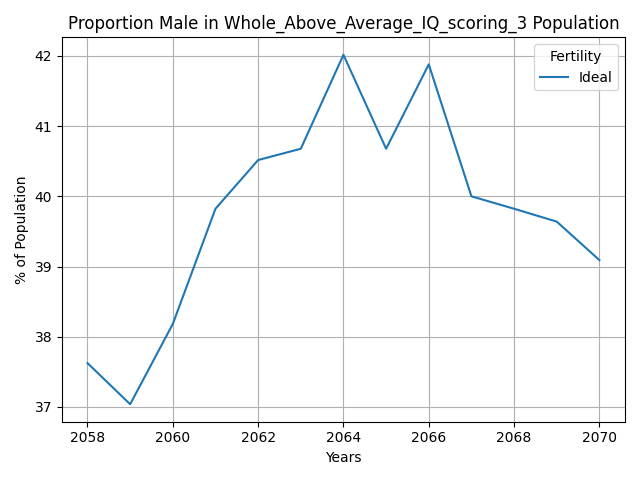 Proportion Male in Whole_Above_Average_IQ_scoring_3 Population
Fertility
Ideal
42
41
40
39
38
37
% of Population
2058 2060 2062 2064 2066 2068 2070
Years